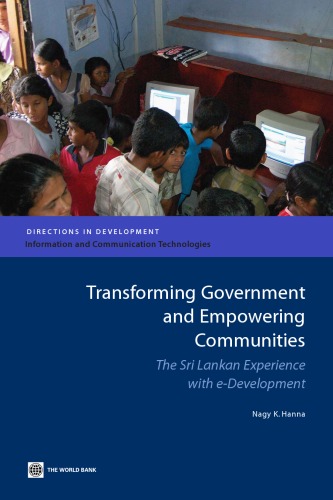 DIRECTIONS IN DEVELOPMENT
Information and Communication Technologies
Transforming Government
and Empowering
Communities
The Sri Lankan Experience
with e-Development
Nagy K. Hanna
THE WORLD BANK